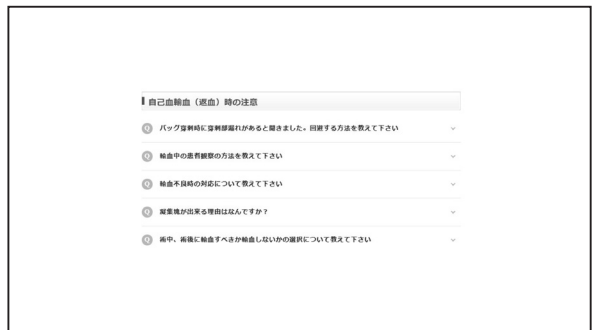 自己血輸血（返血）時の注意
Q バッグ穿刺時に穿刺部漏れがあると聞きました。回避する方法を教えて下さい
Q 輸血中の患者観察の方法を教えて下さい
Q 輸血不良時の対応について教えて下さい
Q 凝集塊が出来る理由はなんですか？
Q 術中、術後に輸血すべきか輸血しないかの選択について教えて下さい